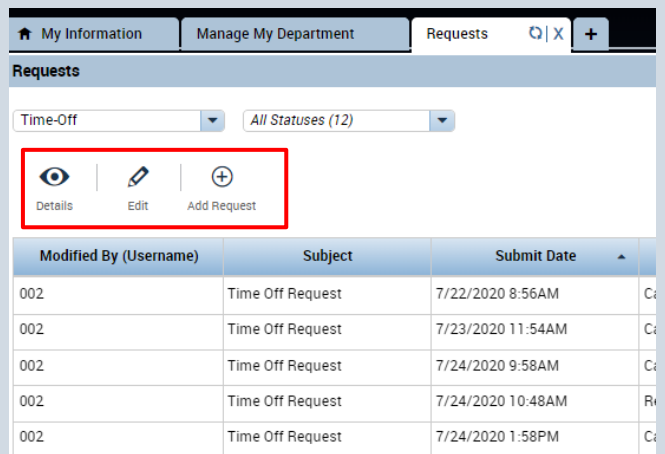 My Information Manage My Department Requests X +
Requests
Time-Off All Statuses (12)
Details Edit Add Request
Modified By (Username) Subject Submit Date
002 Time Off Request 7/22/2020 8:56AM
002 Time Off Request 7/23/2020 11:54AM
002 Time Off Request 7/24/2020 9:58AM
002 Time Off Request 7/24/2020 10:48AM
002 Time Off Request 7/24/2020 1:58PM